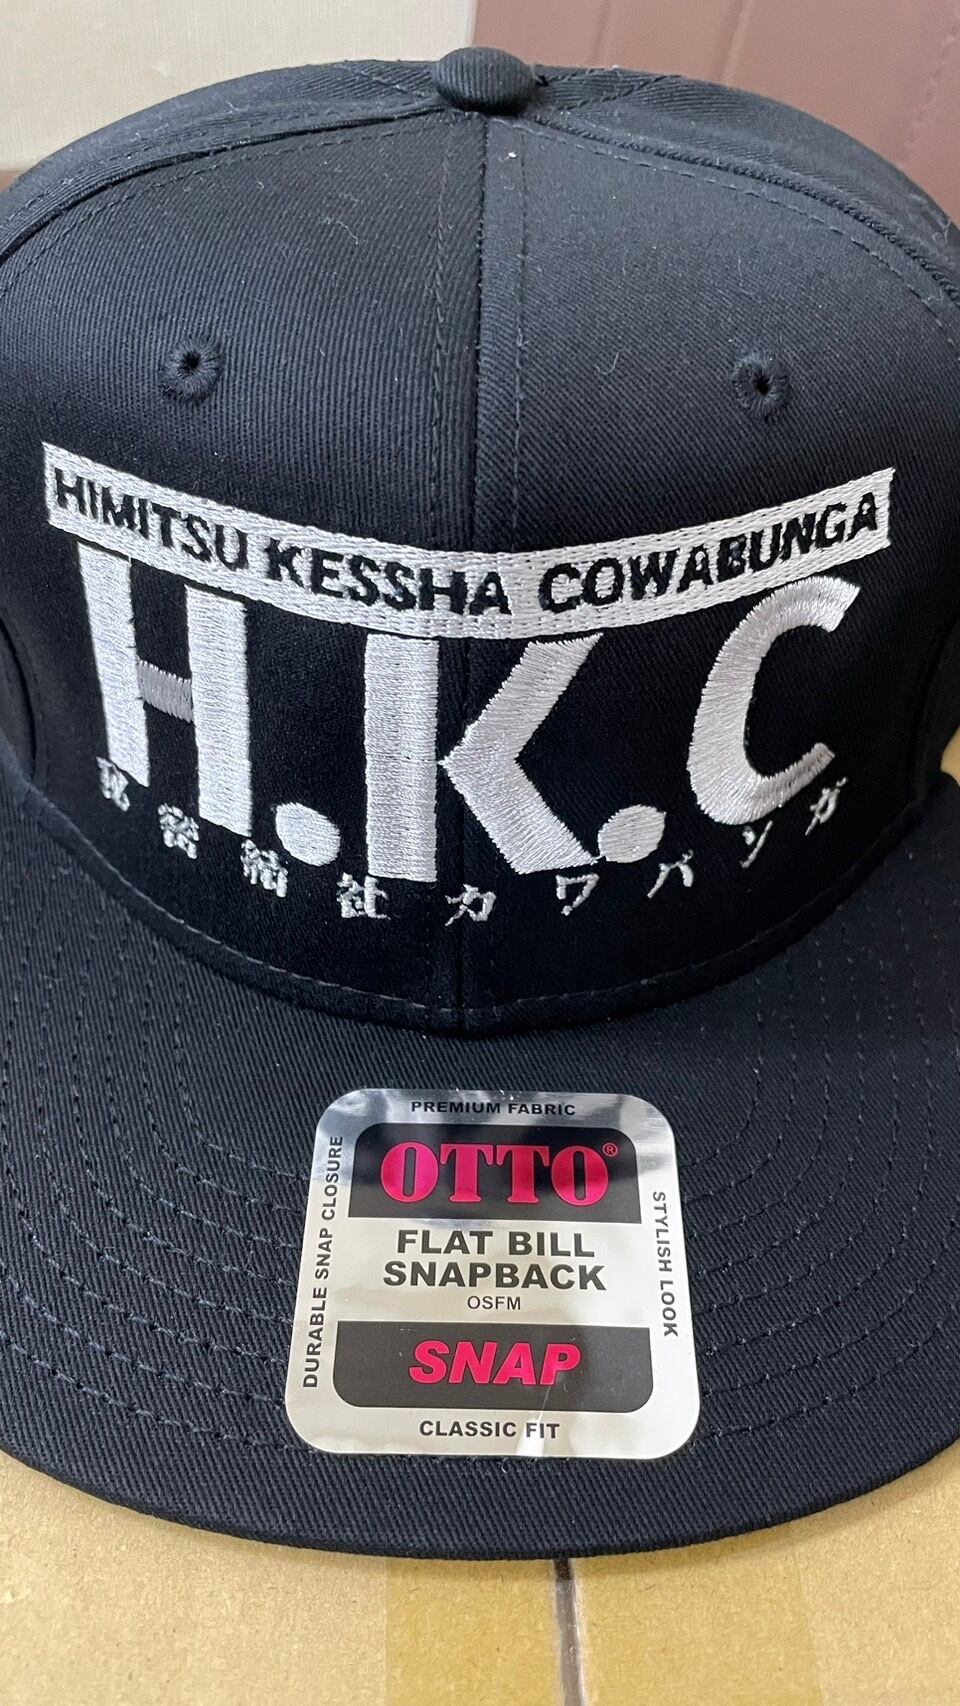 HIMITSU KESSHA COWABUNGA
H.K.C
秘密結社カワバンガ
PREMIUM FABRIC
DURABLE SNAP CLOSURE
OTTO®
FLAT BILL
SNAPBACK
OSFM
SNAP
STYLISH LOOK
CLASSIC FIT